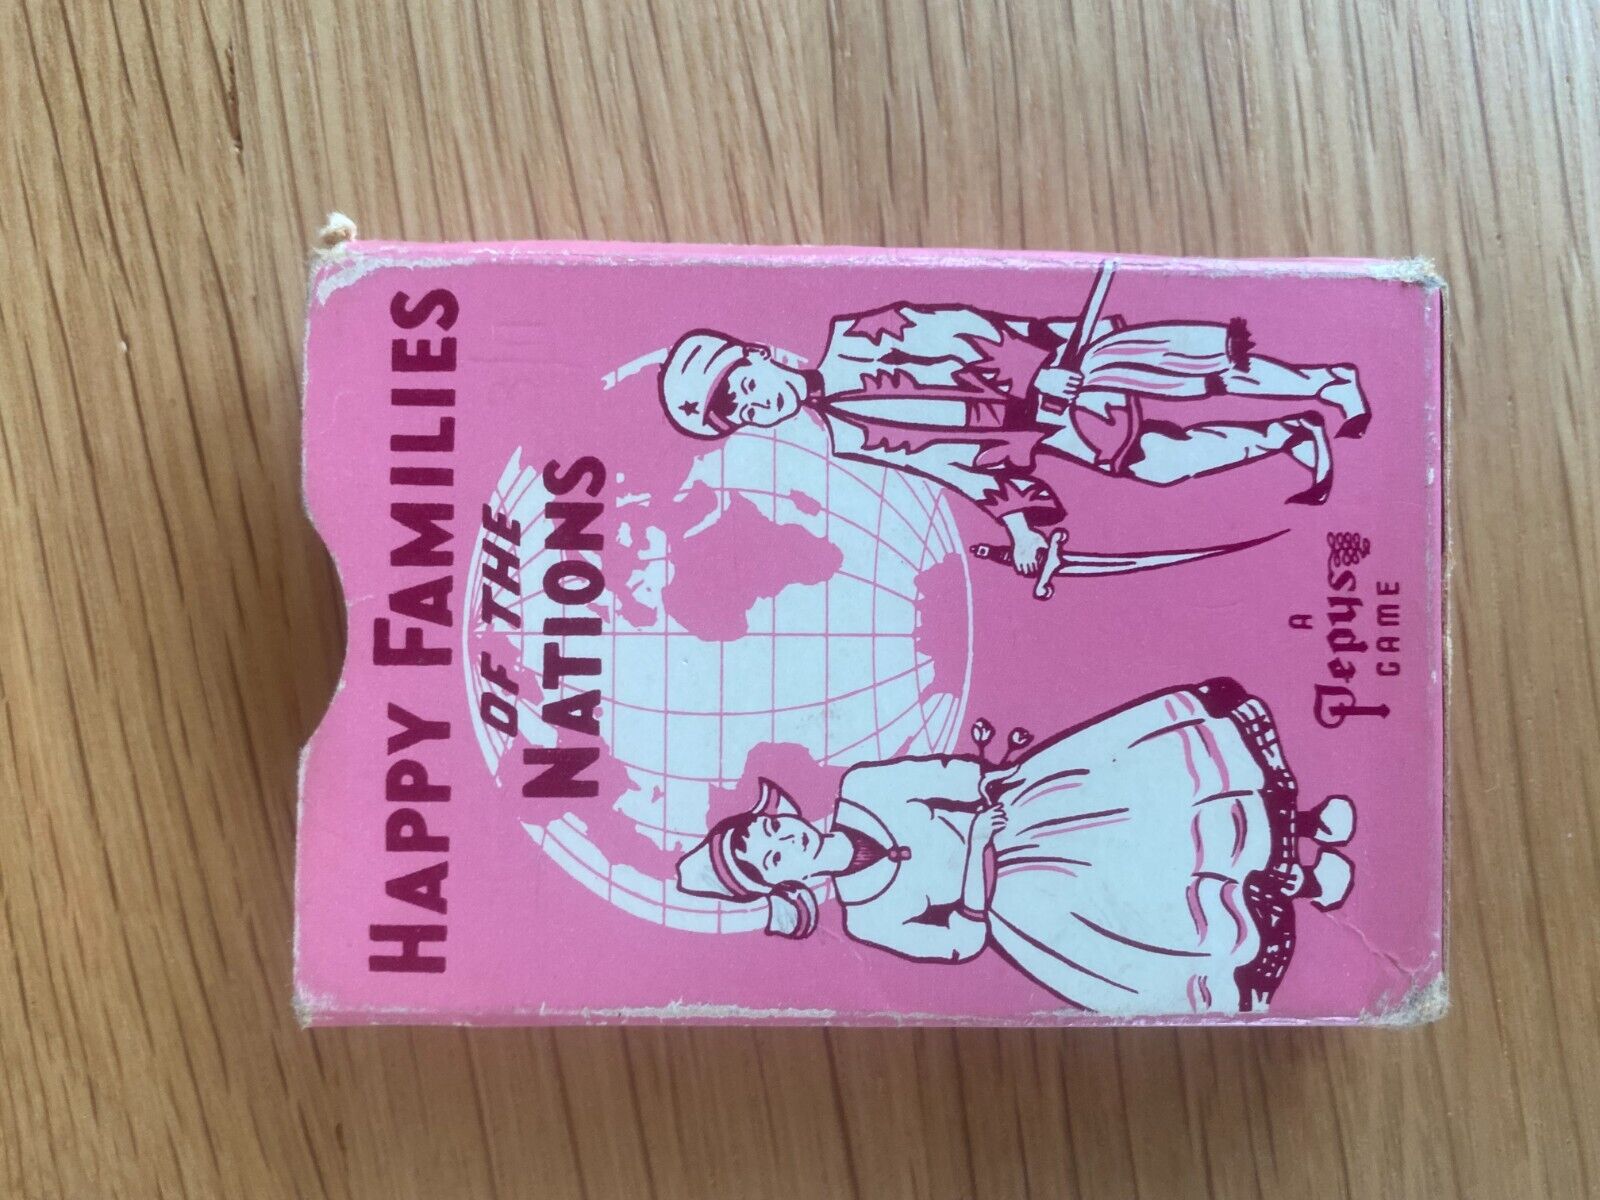 HAPPY FAMILIES
OF THE
NATIONS
A
Pepys
GAME